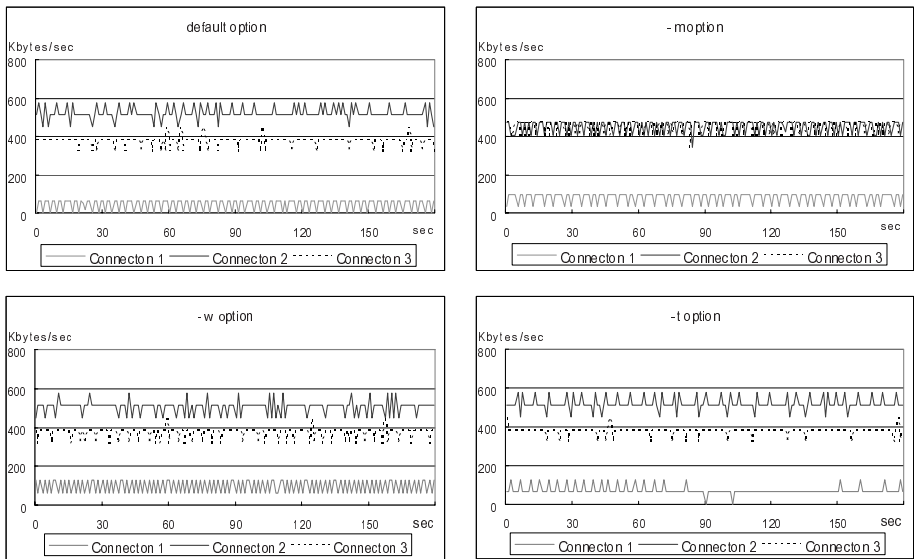 default option
Kbytes/sec
800
600
400
200
0
0 30 60 90 120 150 sec
Connecton 1 Connecton 2 Connecton 3
-m option
Kbytes/sec
800
600
400
200
0
0 30 60 90 120 150 sec
Connecton 1 Connecton 2 Connecton 3
-w option
Kbytes/sec
800
600
400
200
0
0 30 60 90 120 150 sec
Connecton 1 Connecton 2 Connecton 3
-t option
Kbytes/sec
800
600
400
200
0
0 30 60 90 120 150 sec
Connecton 1 Connecton 2 Connecton 3